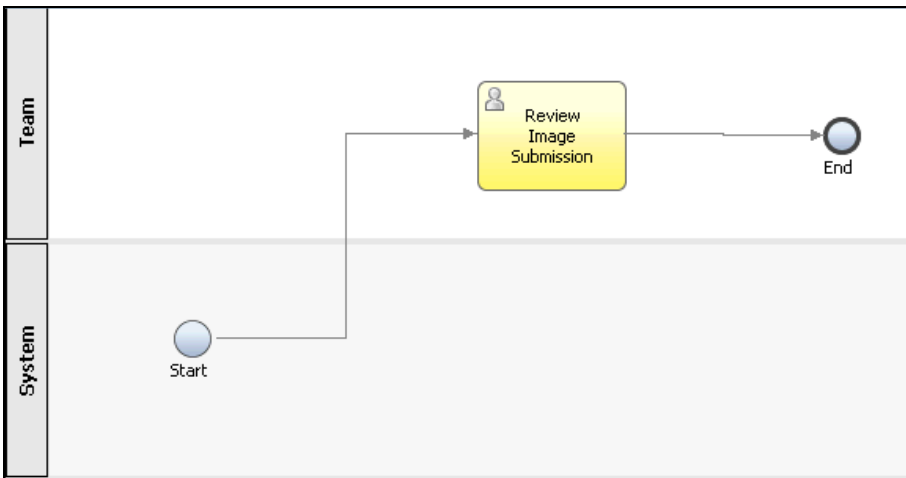 Team
Review
Image
Submission
End
System
Start